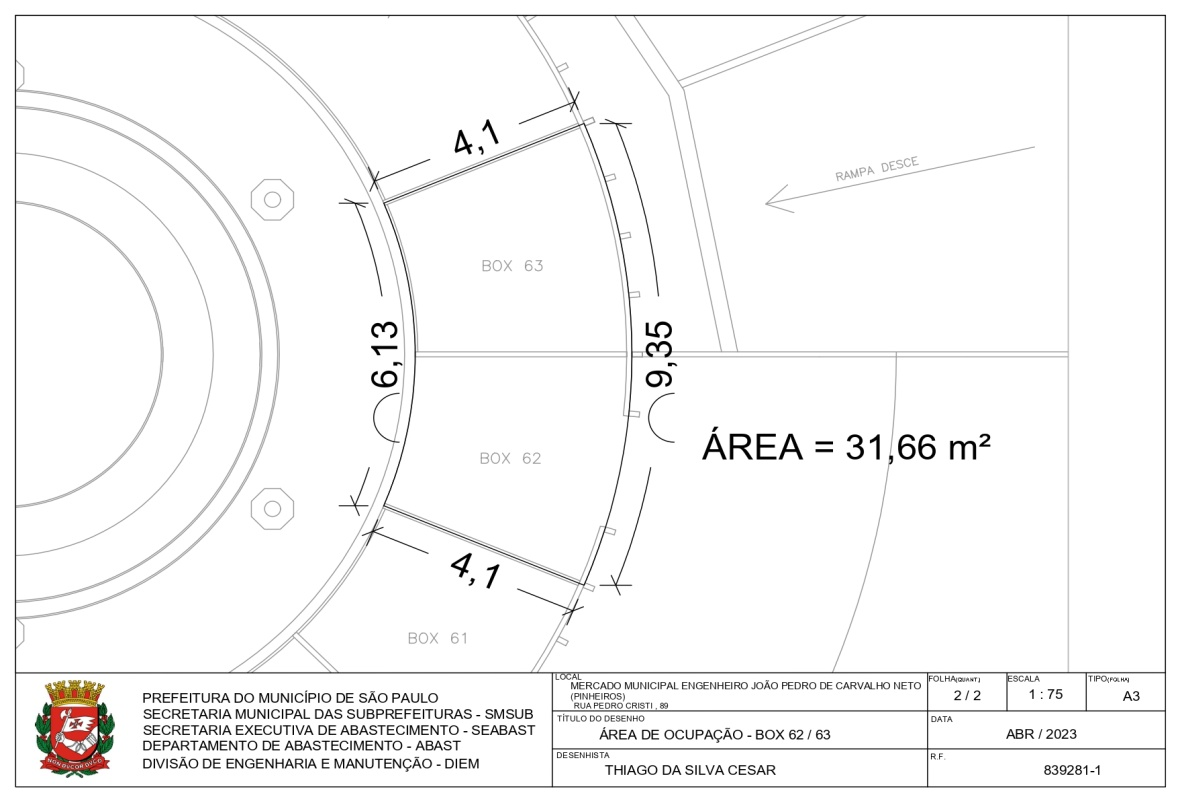 4,1
RAMPA DESCE
BOX 63
6,13
9,35
ÁREA = 31,66 m²
BOX 62
4,1
BOX 61
NON DVCOR DVCO
PREFEITURA DO MUNICÍPIO DE SÃO PAULO
SECRETARIA MUNICIPAL DAS SUBPREFEITURAS - SMSUB
SECRETARIA EXECUTIVA DE ABASTECIMENTO - SEABAST
DEPARTAMENTO DE ABASTECIMENTO - ABAST
DIVISÃO DE ENGENHARIA E MANUTENÇÃO - DIEM
LOCAL
MERCADO MUNICIPAL ENGENHEIRO JOÃO PEDRO DE CARVALHO NETO
(PINHEIROS)
RUA PEDRO CRISTI , 89
FOLHA(QUANT.)
2 / 2
ESCALA
1 : 75
TIPO(FOLHA)
A3
TÍTULO DO DESENHO
ÁREA DE OCUPAÇÃO - BOX 62 / 63
DATA
ABR / 2023
DESENHISTA
THIAGO DA SILVA CESAR
R.F.
839281-1